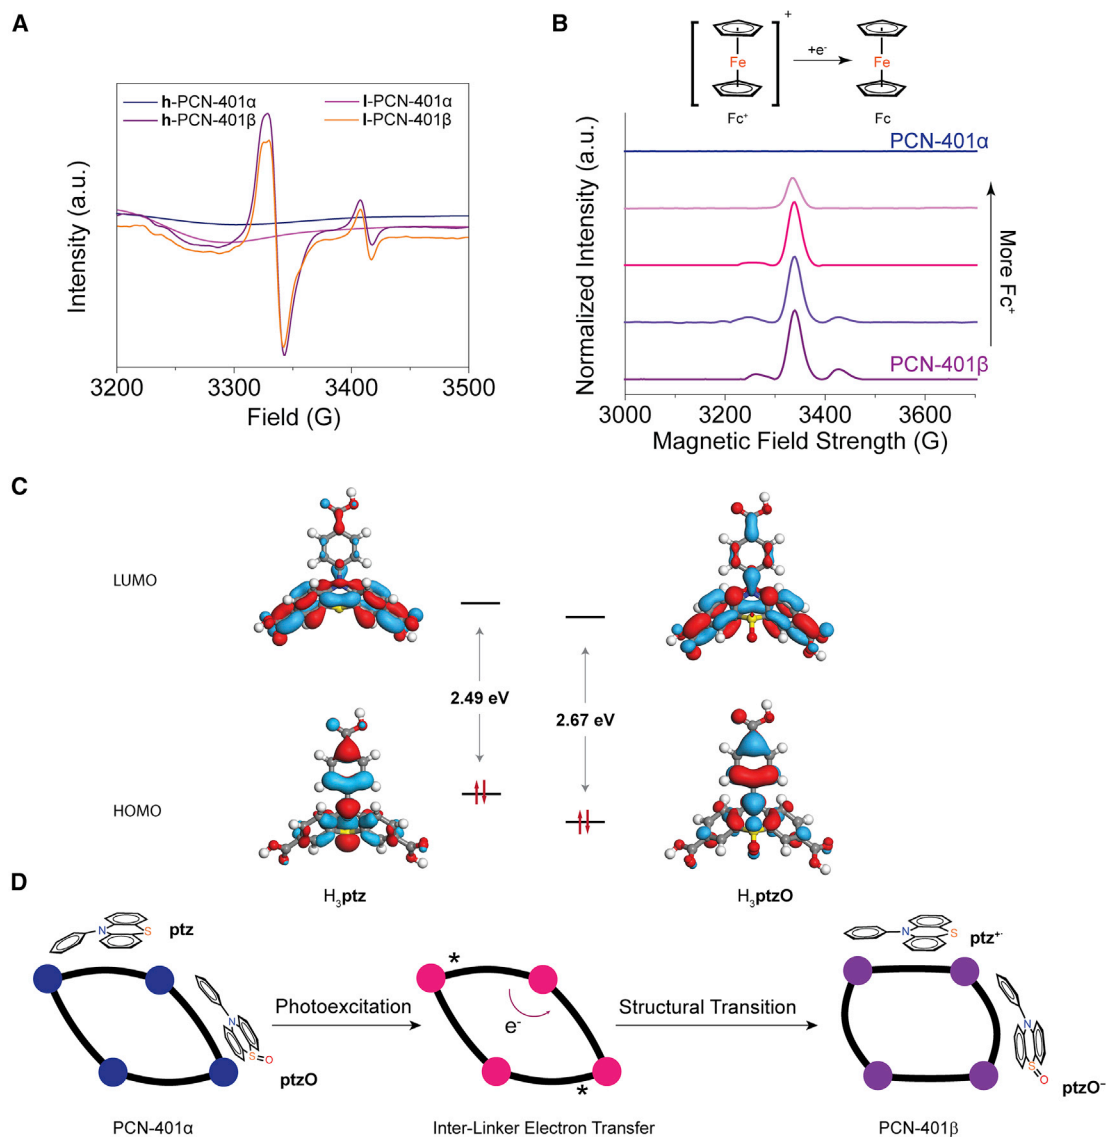 A
h-PCN-401α
h-PCN-401β
l-PCN-401α
l-PCN-401β
Intensity (a.u.)
3200 3300 3400 3500
Field (G)
B
+
Fe
+e-
Fe
Fc+
Fc
PCN-401α
PCN-401β
More Fc+
Normalized Intensity (a.u.)
3000 3200 3400 3600
Magnetic Field Strength (G)
C
LUMO
2.49 eV
2.67 eV
HOMO
H3ptz
H3ptzO
D
N S ptz
N S=O
ptzO
PCN-401α
Photoexcitation
*
e-
*
Inter-Linker Electron Transfer
Structural Transition
N S ptz+·
N S=O
ptzO−
PCN-401β